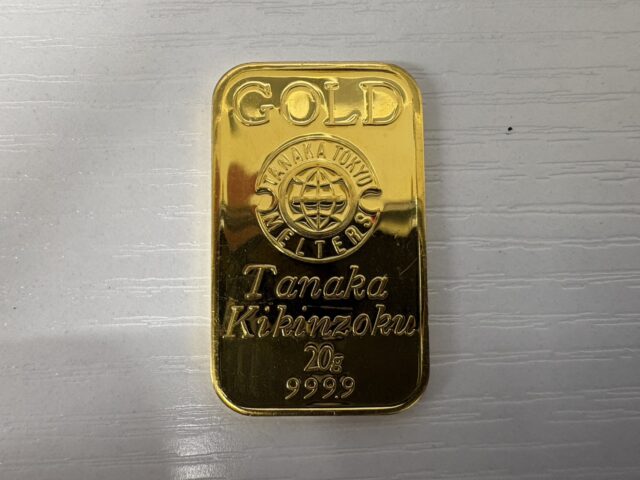 GOLD
TANAKA TOKYO
MELTERS
Tanaka
Kikinzoku
20g
999.9